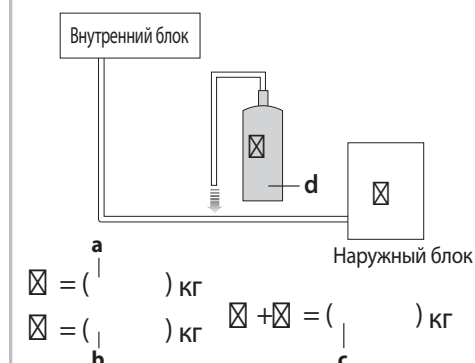 Внутренний блок
☒
d
☒
Наружный блок
a
☒ = ( ) кг
☒ = ( ) кг
b
☒ +☒ = ( ) кг
c